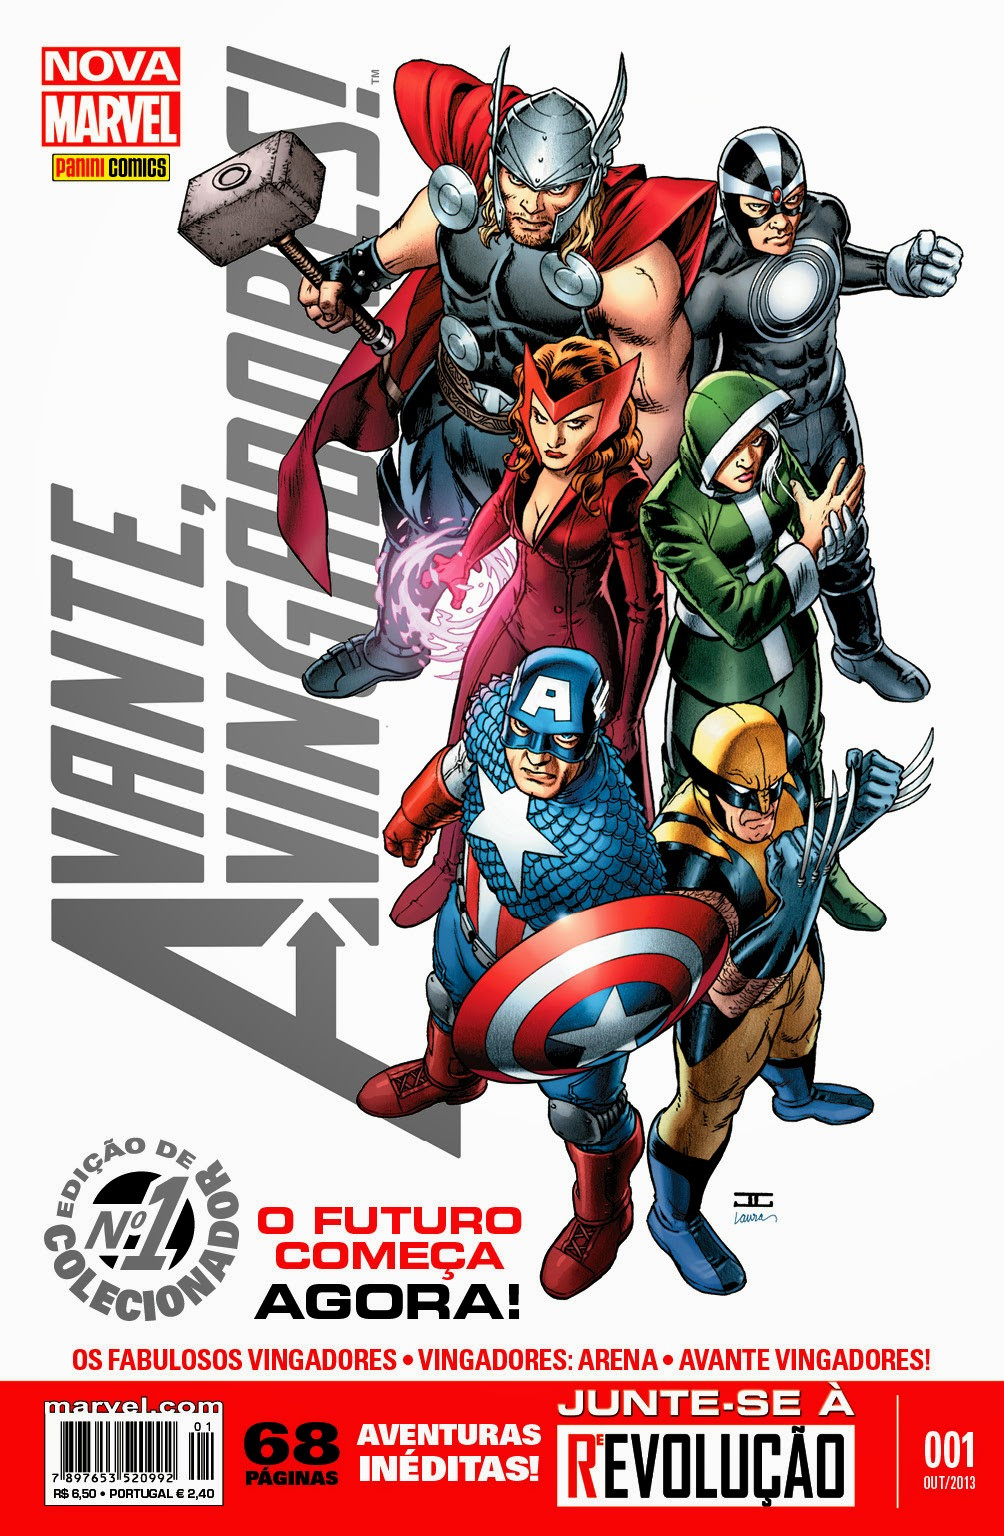 NOVA
MARVEL
PANINI COMICS
AVANTE,
VINGADORES!
TM
A
EDIÇÃO DE
COLECIONADOR
Nº1
O FUTURO
COMEÇA
AGORA!
Laura
OS FABULOSOS VINGADORES • VINGADORES: ARENA • AVANTE VINGADORES!
marvel.com
01
7 897653 520992
R$ 6,50 • PORTUGAL € 2,40
68
PÁGINAS
AVENTURAS
INÉDITAS!
JUNTE-SE À
REEVOLUÇÃO
001
OUT/2013